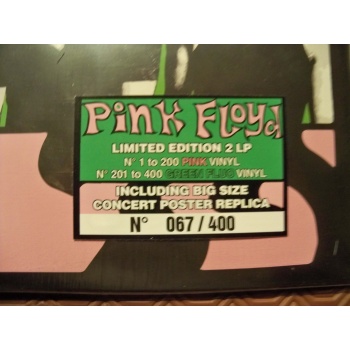 Pink Floyd
LIMITED EDITION 2 LP
N° 1 to 200 PINK VINYL
N° 201 to 400 GREEN FLUO VINYL
INCLUDING BIG SIZE
CONCERT POSTER REPLICA
N° 067 / 400